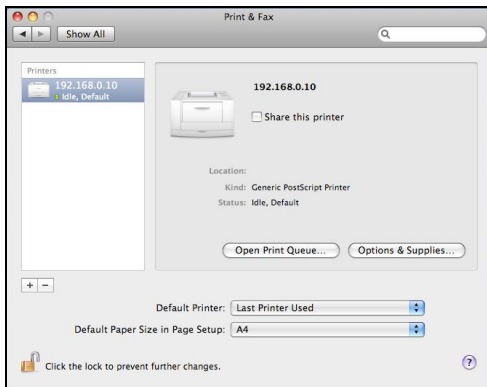 Print & Fax
Show All
Printers
192.168.0.10
Idle, Default
192.168.0.10
Share this printer
Location:
Kind: Generic PostScript Printer
Status: Idle, Default
Open Print Queue... Options & Supplies...
+ −
Default Printer: Last Printer Used
Default Paper Size in Page Setup: A4
Click the lock to prevent further changes. ?